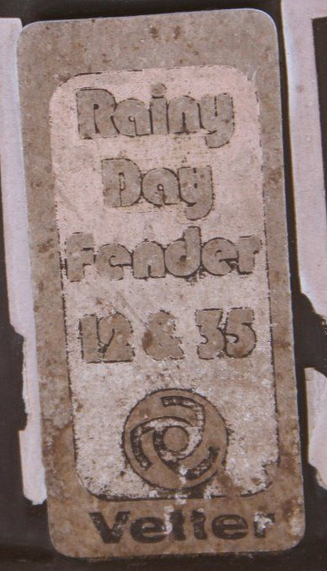 Rainy
Day
Fender
12 & 35
Vetter